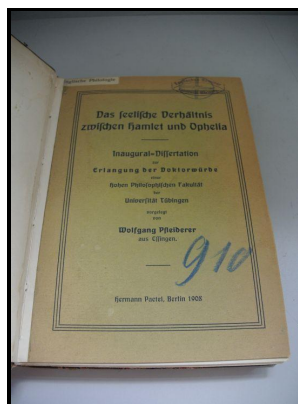 Das seelische Verhältnis
zwischen Hamlet und Ophelia
Inaugural-Dissertation
zur
Erlangung der Doktorwürde
einer
hohen Philosophischen Fakultät
der
Universität Tübingen
vorgelegt
von
Wolfgang Pfleiderer
aus Essingen.
910
Hermann Paetel, Berlin 1908